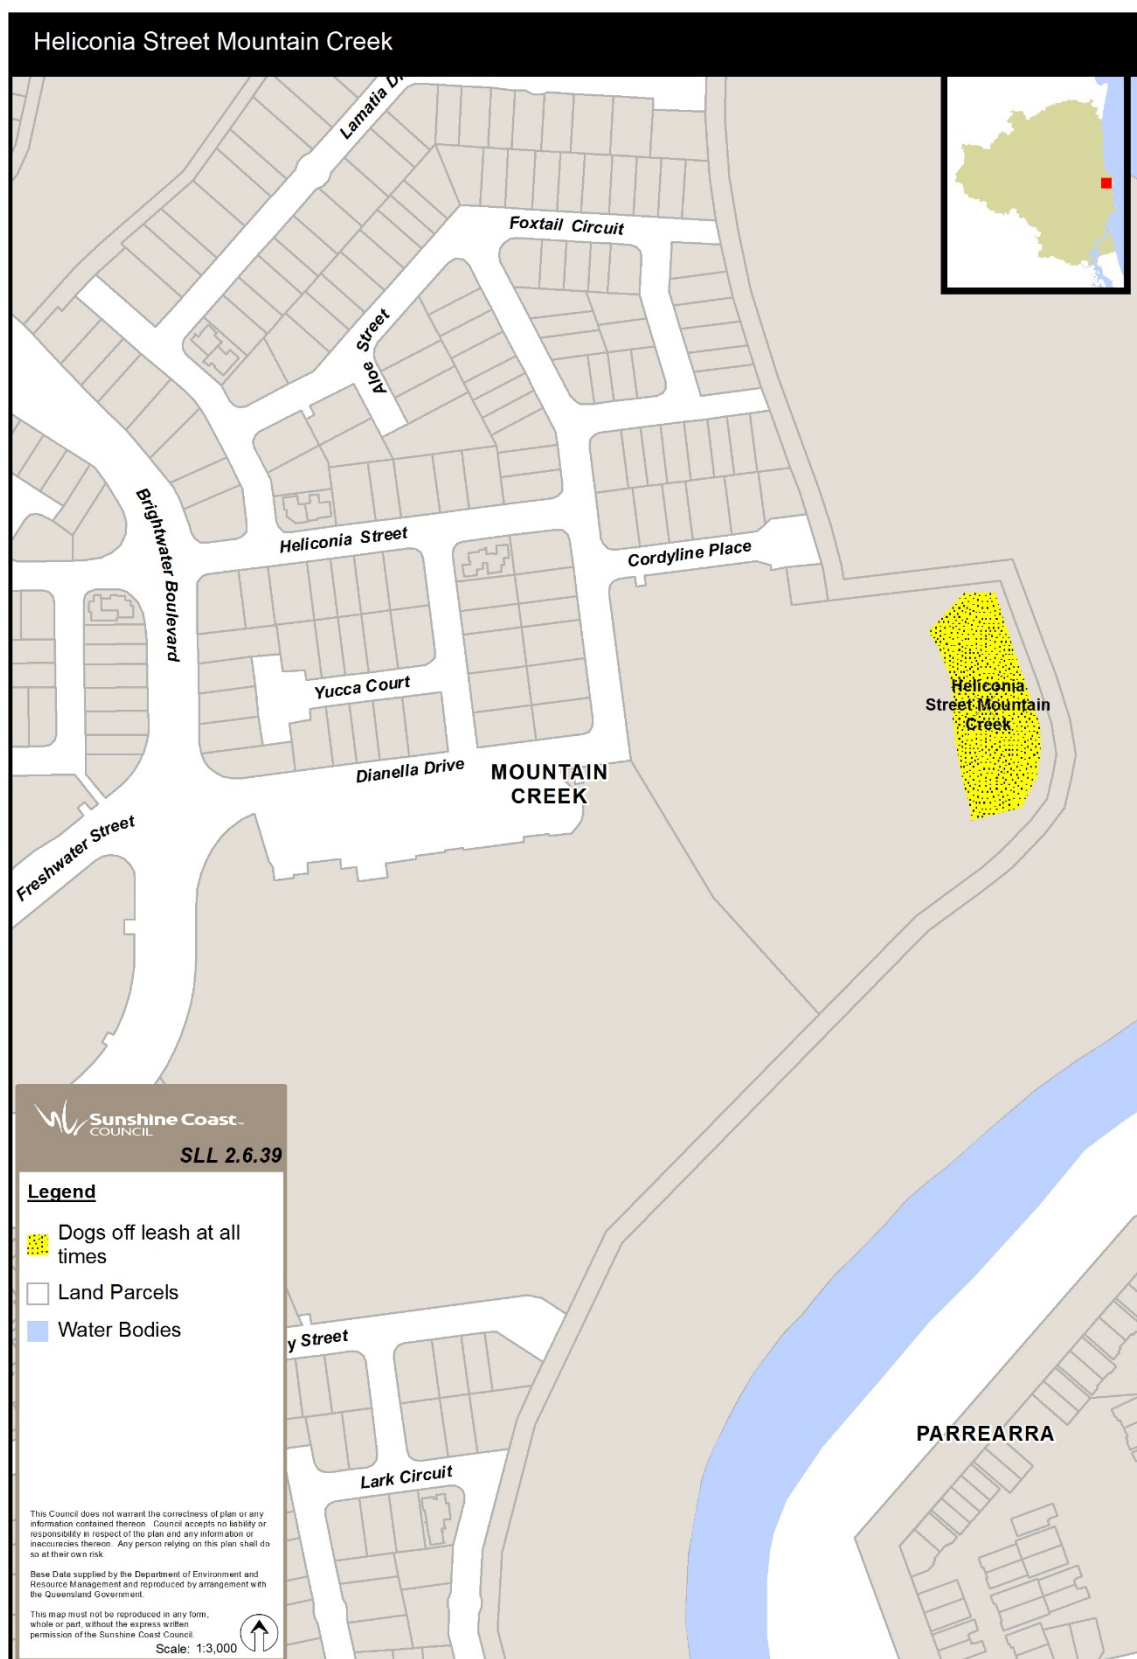 Heliconia Street Mountain Creek
Lamatia D
Foxtail Circuit
Aloe Street
Brightwater Boulevard
Heliconia Street
Cordyline Place
Yucca Court
Heliconia
Street Mountain
Creek
Dianella Drive
MOUNTAIN
CREEK
Freshwater Street
Sunshine Coast™
COUNCIL
SLL 2.6.39
Legend
Dogs off leash at all
times
Land Parcels
Water Bodies
y Street
Lark Circuit
PARREARRA
This Council does not warrant the correctness of plan or any
information contained thereon. Council accepts no liability or
responsibility in respect of the plan and any information or
inaccuracies thereon. Any person relying on this plan shall do
so at their own risk.
Base Data supplied by the Department of Environment and
Resource Management and reproduced by arrangement with
the Queensland Government.
This map must not be reproduced in any form,
whole or part, without the express written
permission of the Sunshine Coast Council.
Scale: 1:3,000